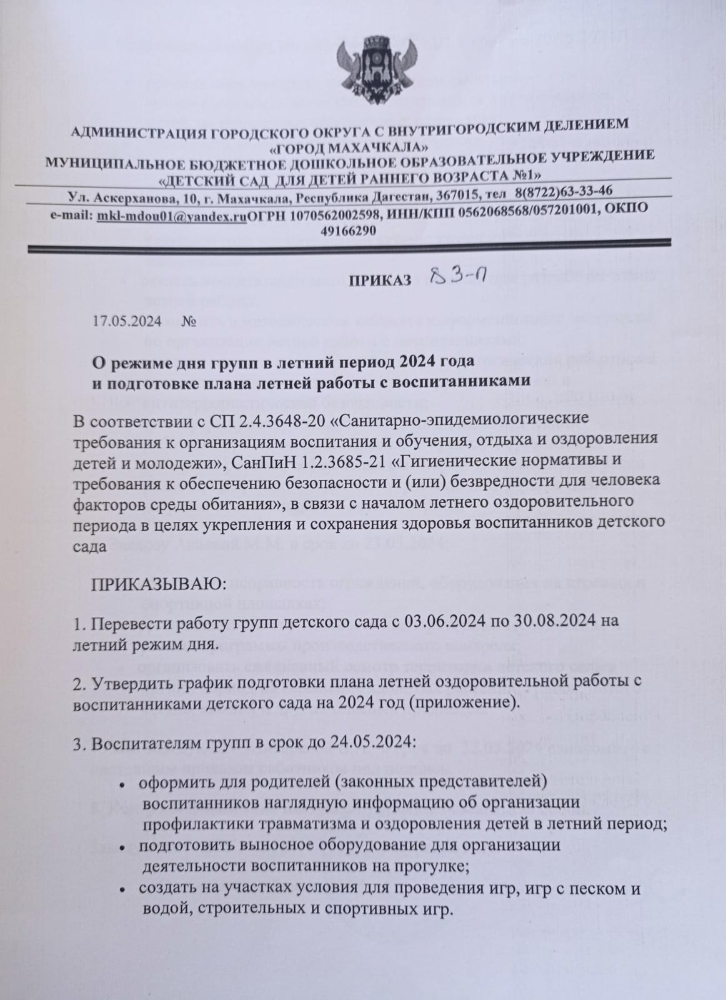 АДМИНИСТРАЦИЯ ГОРОДСКОГО ОКРУГА С ВНУТРИГОРОДСКИМ ДЕЛЕНИЕМ
«ГОРОД МАХАЧКАЛА»
МУНИЦИПАЛЬНОЕ БЮДЖЕТНОЕ ДОШКОЛЬНОЕ ОБРАЗОВАТЕЛЬНОЕ УЧРЕЖДЕНИЕ
«ДЕТСКИЙ САД ДЛЯ ДЕТЕЙ РАННЕГО ВОЗРАСТА №1»
Ул. Аскерханова, 10, г. Махачкала, Республика Дагестан, 367015, тел 8(8722)63-33-46
e-mail: mkl-mdou01@yandex.ruОГРН 1070562002598, ИНН/КПП 0562068568/057201001, ОКПО
49166290
ПРИКАЗ 83-п
17.05.2024 №
О режиме дня групп в летний период 2024 года
и подготовке плана летней работы с воспитанниками
В соответствии с СП 2.4.3648-20 «Санитарно-эпидемиологические
требования к организациям воспитания и обучения, отдыха и оздоровления
детей и молодежи», СанПиН 1.2.3685-21 «Гигиенические нормативы и
требования к обеспечению безопасности и (или) безвредности для человека
факторов среды обитания», в связи с началом летнего оздоровительного
периода в целях укрепления и сохранения здоровья воспитанников детского
сада
ПРИКАЗЫВАЮ:
1. Перевести работу групп детского сада с 03.06.2024 по 30.08.2024 на
летний режим дня.
2. Утвердить график подготовки плана летней оздоровительной работы с
воспитанниками детского сада на 2024 год (приложение).
3. Воспитателям групп в срок до 24.05.2024:
• оформить для родителей (законных представителей)
воспитанников наглядную информацию об организации
профилактики травматизма и оздоровления детей в летний период;
• подготовить выносное оборудование для организации
деятельности воспитанников на прогулке;
• создать на участках условия для проведения игр, игр с песком и
водой, строительных и спортивных игр.